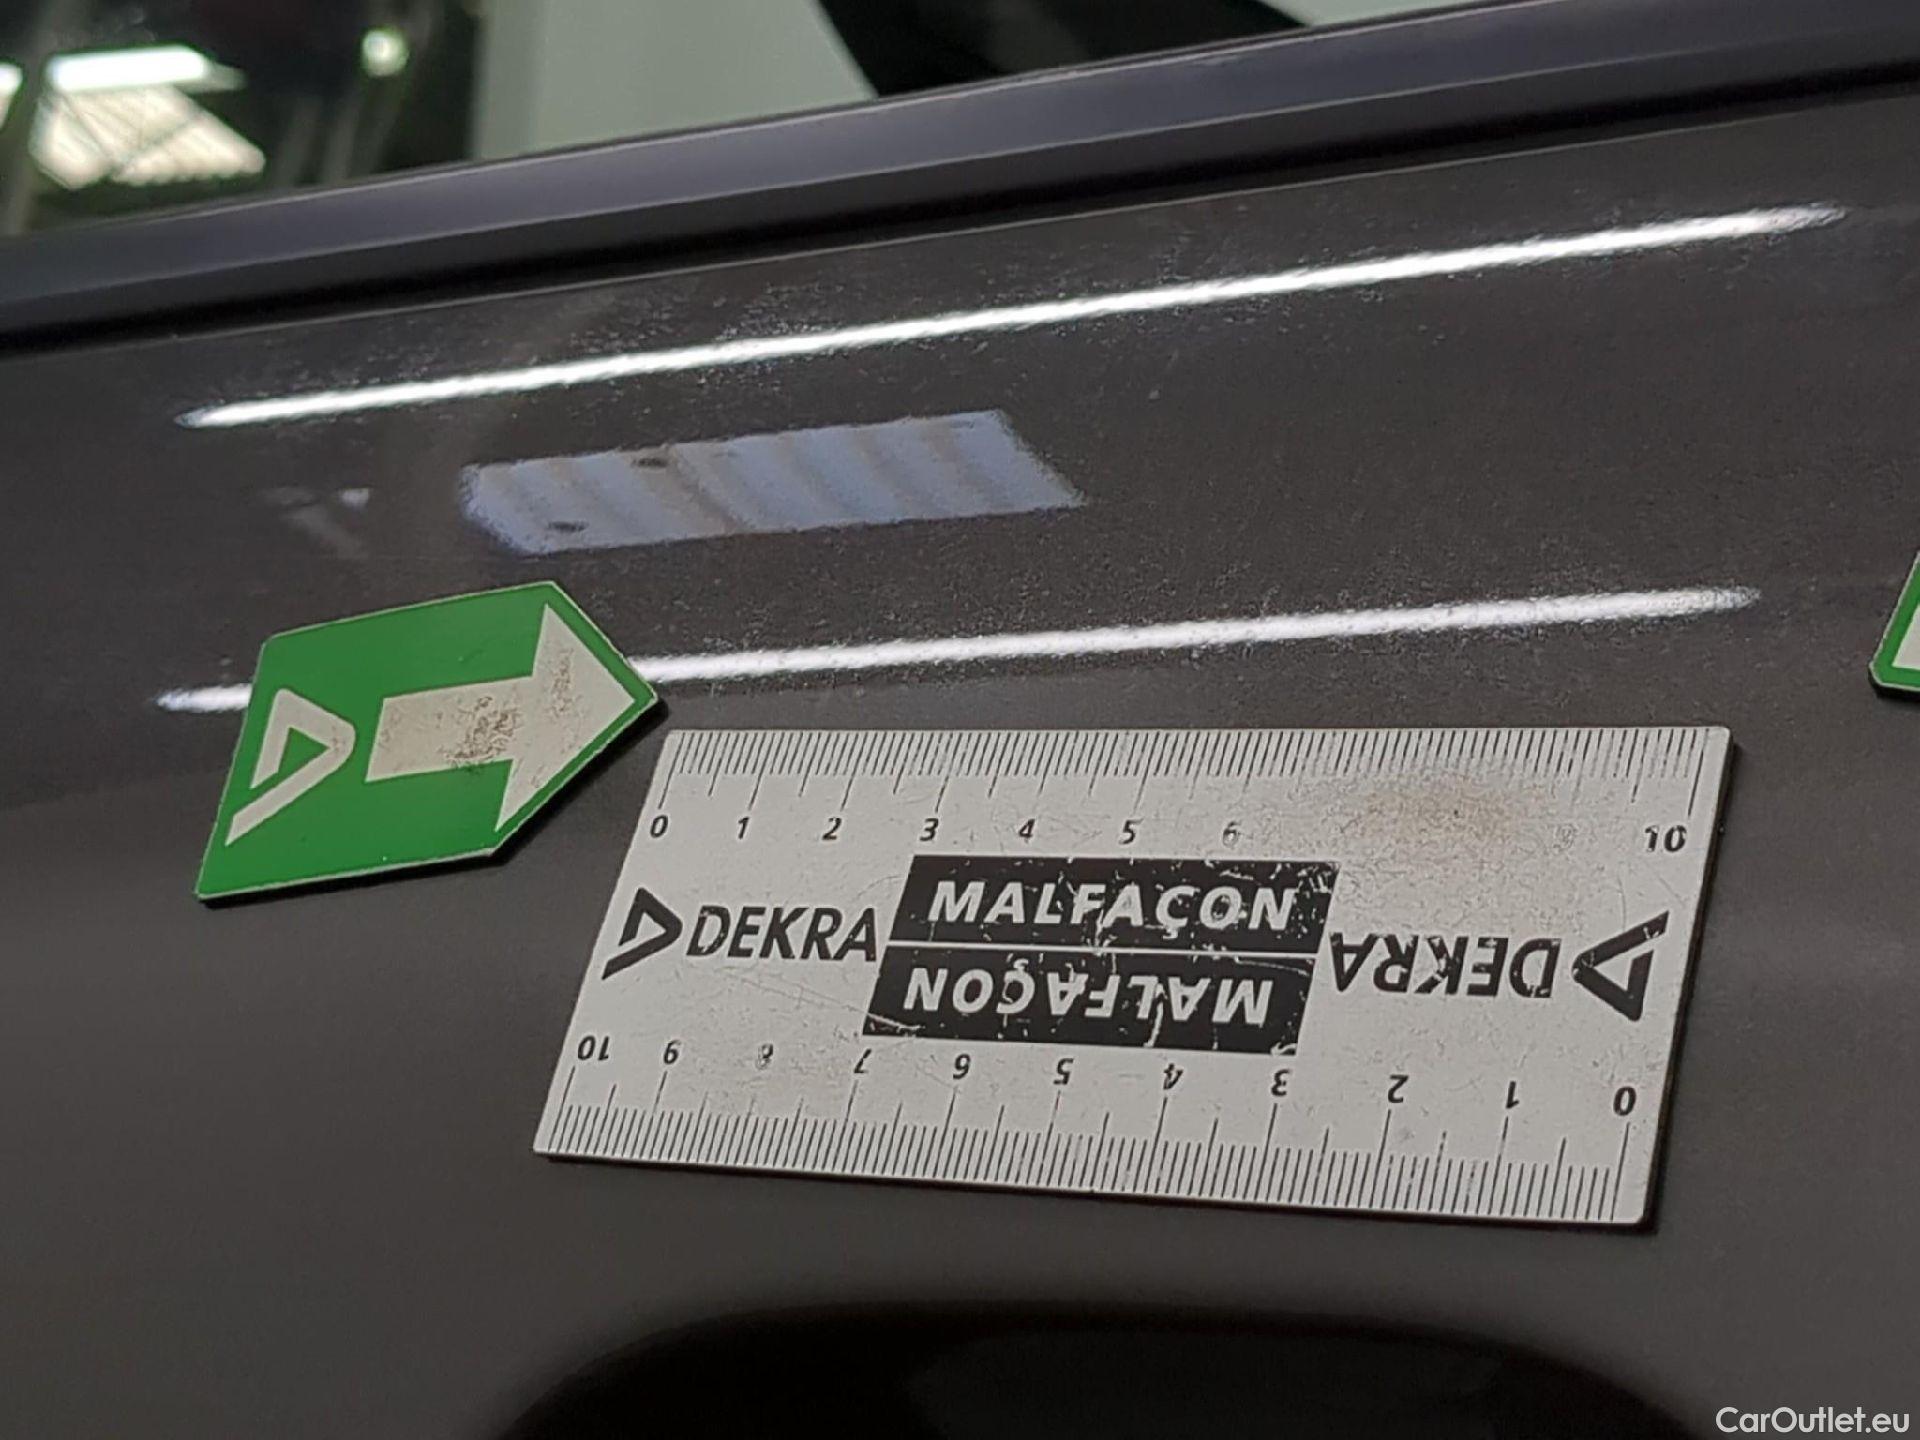 0 1 2 3 4 5 6 10
DEKRA MALFAÇON DEKRA
MALFAÇON
10 9 8 7 6 5 4 3 2 1 0
CarOutlet.eu